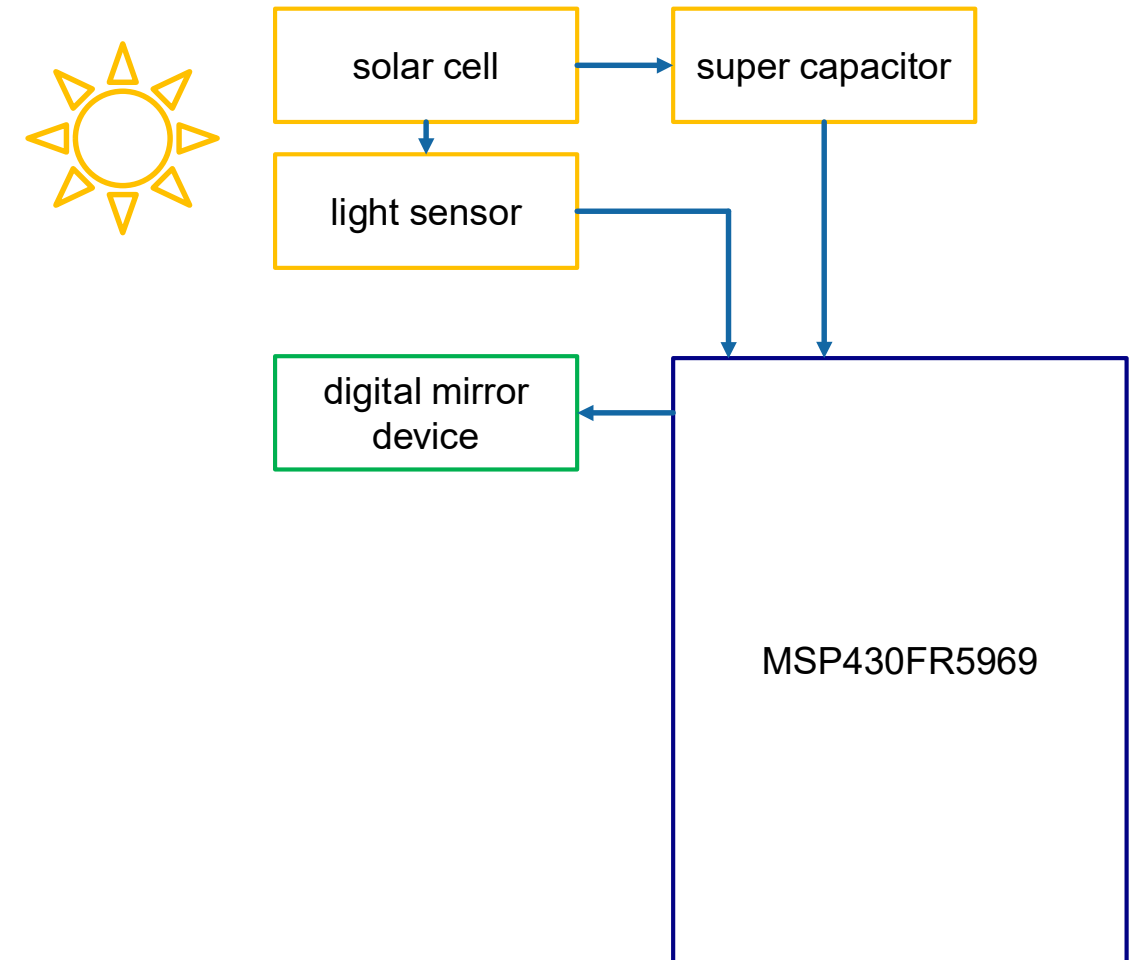 solar cell
super capacitor
light sensor
digital mirror
device
MSP430FR5969